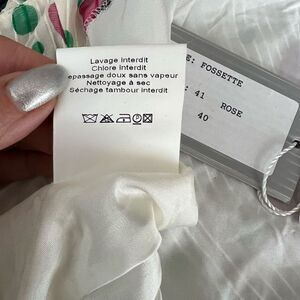 Lavage Interdit
Chlore Interdit
epassage doux sans vapeur
Nettoyage à sec
Séchage tambour interdit
E: FOSSETTE
: 41 ROSE
40